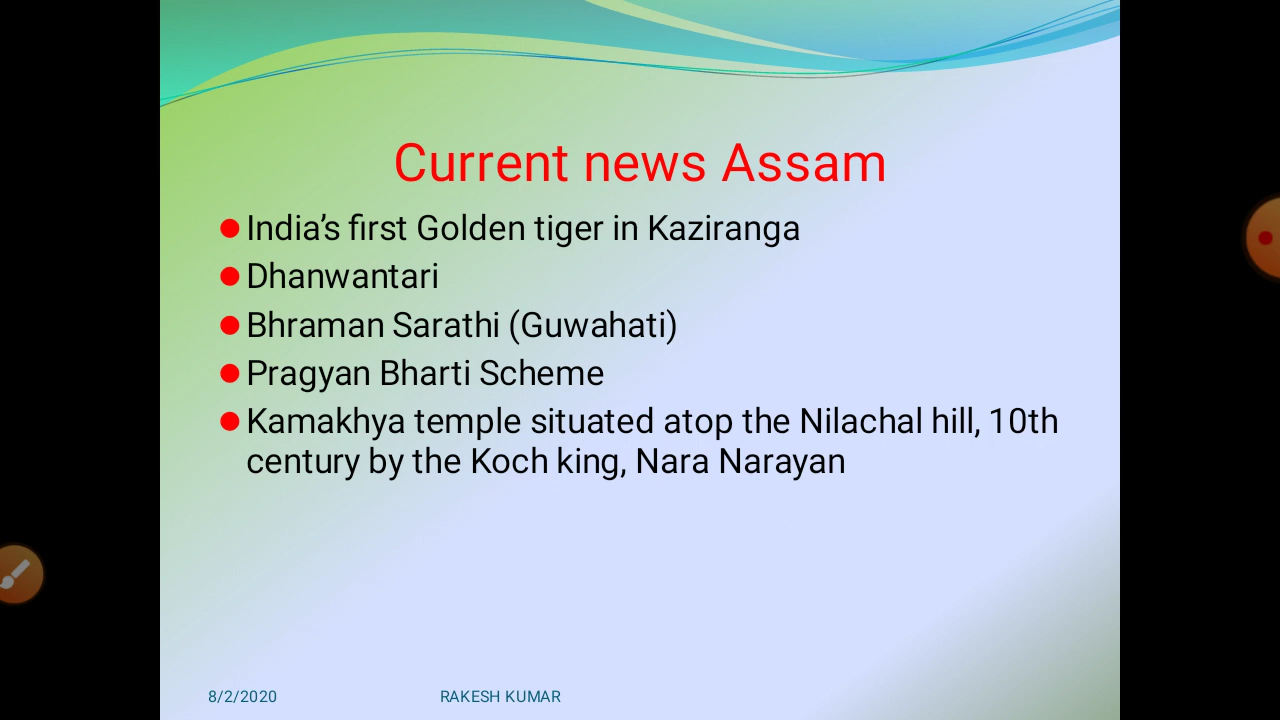 Current news Assam
India’s first Golden tiger in Kaziranga
Dhanwantari
Bhraman Sarathi (Guwahati)
Pragyan Bharti Scheme
Kamakhya temple situated atop the Nilachal hill, 10th
century by the Koch king, Nara Narayan
8/2/2020 RAKESH KUMAR